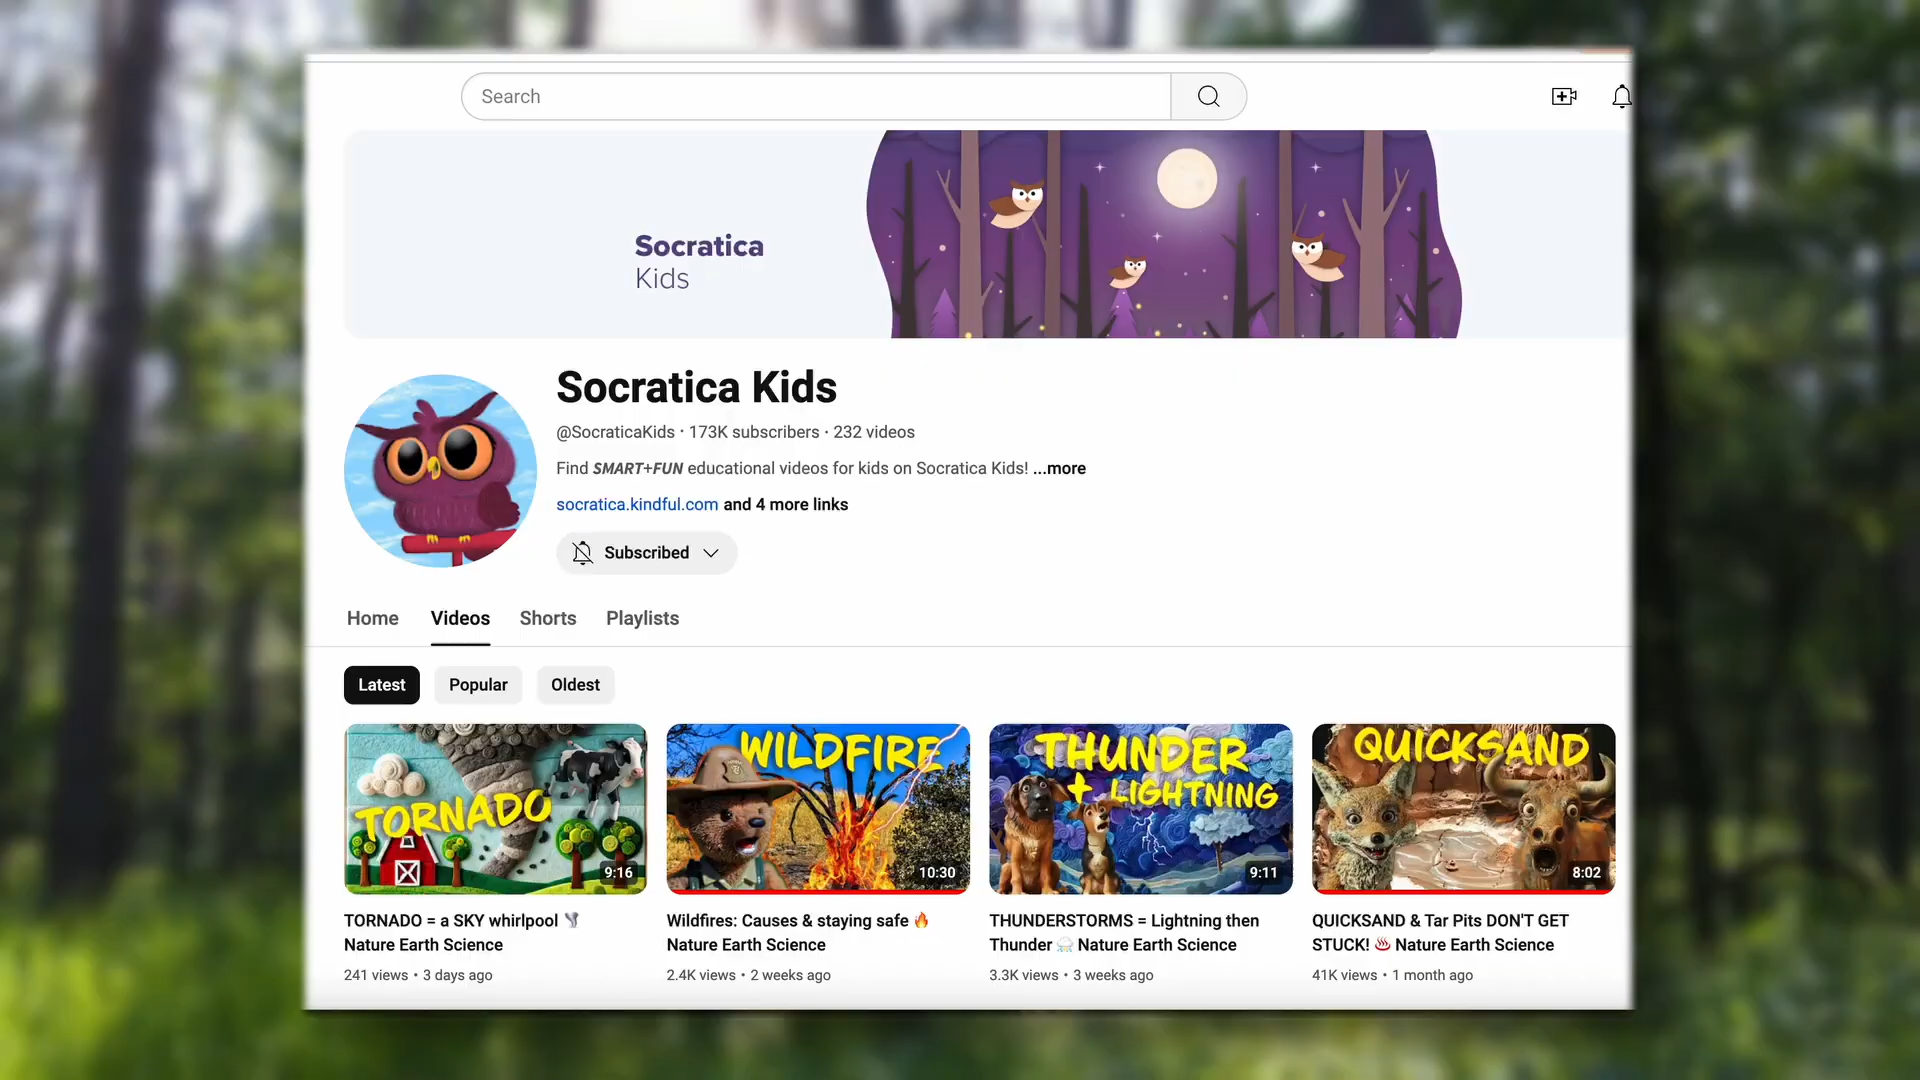 Search
Socratica
Kids
Socratica Kids
@SocraticaKids · 173K subscribers · 232 videos
Find SMART+FUN educational videos for kids on Socratica Kids! ...more
socratica.kindful.com and 4 more links
Subscribed
Home Videos Shorts Playlists
Latest Popular Oldest
TORNADO
9:16
WILDFIRE
10:30
THUNDER
+ LIGHTNING
9:11
QUICKSAND
8:02
TORNADO = a SKY whirlpool 🌪️
Nature Earth Science
241 views · 3 days ago
Wildfires: Causes & staying safe 🔥
Nature Earth Science
2.4K views · 2 weeks ago
THUNDERSTORMS = Lightning then
Thunder ⛈️ Nature Earth Science
3.3K views · 3 weeks ago
QUICKSAND & Tar Pits DON'T GET
STUCK! ♨️ Nature Earth Science
41K views · 1 month ago